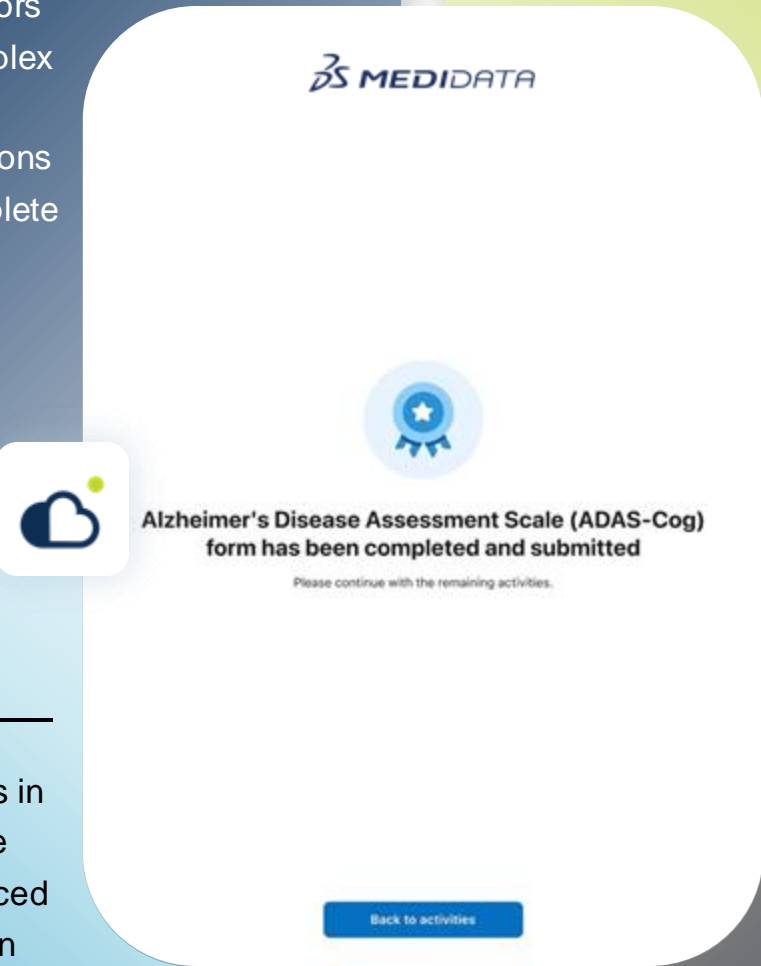 ors
plex
ons
plete
3S MEDIDATA
Alzheimer's Disease Assessment Scale (ADAS-Cog)
form has been completed and submitted
Please continue with the remaining activities.
s in
e
ced
n
Back to activities